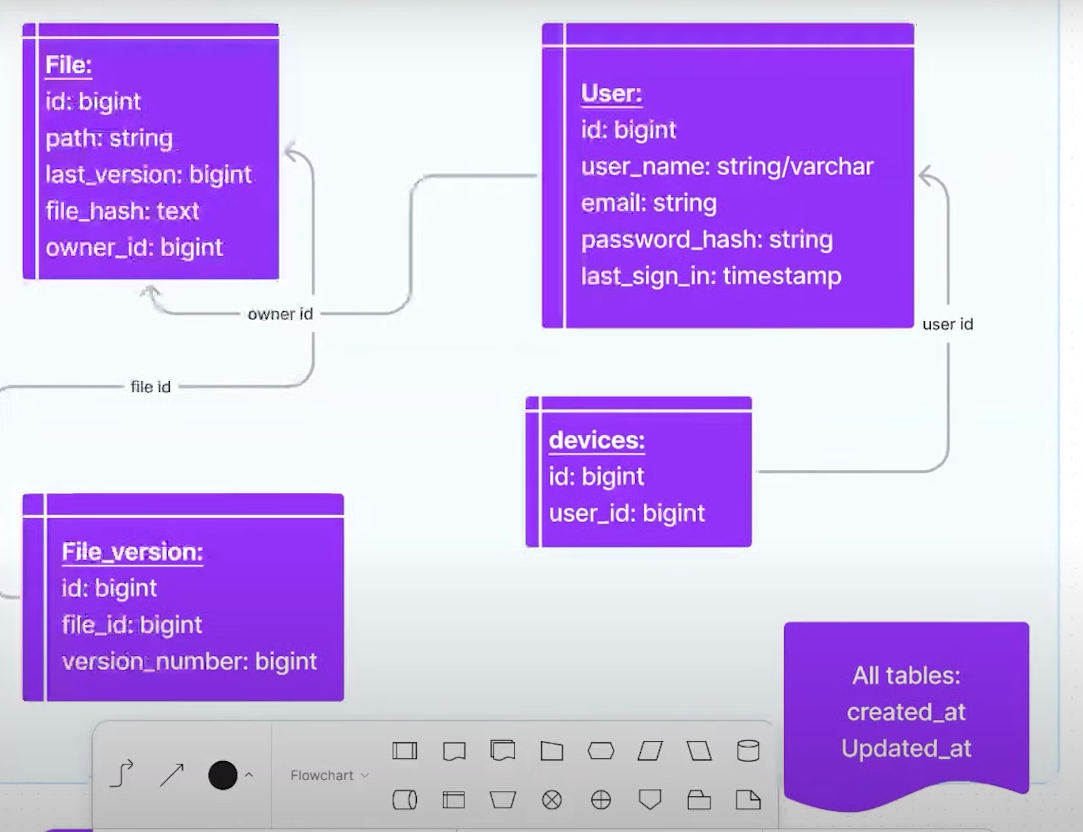 File:
id: bigint
path: string
last_version: bigint
file_hash: text
owner_id: bigint
User:
id: bigint
user_name: string/varchar
email: string
password_hash: string
last_sign_in: timestamp
owner id
user id
file id
devices:
id: bigint
user_id: bigint
File_version:
id: bigint
file_id: bigint
version_number: bigint
All tables:
created_at
Updated_at
Flowchart